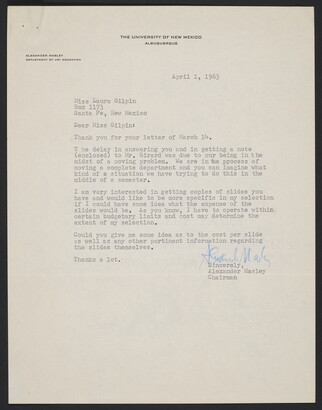 THE UNIVERSITY OF NEW MEXICO
ALBUQUERQUE
ALEXANDER MASLEY
DEPARTMENT OF ART EDUCATION
April 1, 1963
Miss Laura Gilpin
Box 1173
Santa Fe, New Mexico
Dear Miss Gilpin:
Thank you for your letter of March 14.
The delay in answering you and in getting a note
(enclosed) to Mr. Girard was due to our being in the
midst of a moving problem. We are in the process of
moving a complete department and you can imagine what
kind of a situation we have trying to do this in the
middle of a semester.
I am very interested in getting copies of slides you
have and would like to be more specific in my selection
if I could have some idea what the expense of the
slides would be. As you know, I have to operate within
certain budgetary limits and cost may determine the
extent of my selection.
Could you give me some idea as to the cost per slide
as well as any other pertinent information regarding
the slides themselves.
Thanks a lot.
Sincerely,
Alexander Masley
Chairman